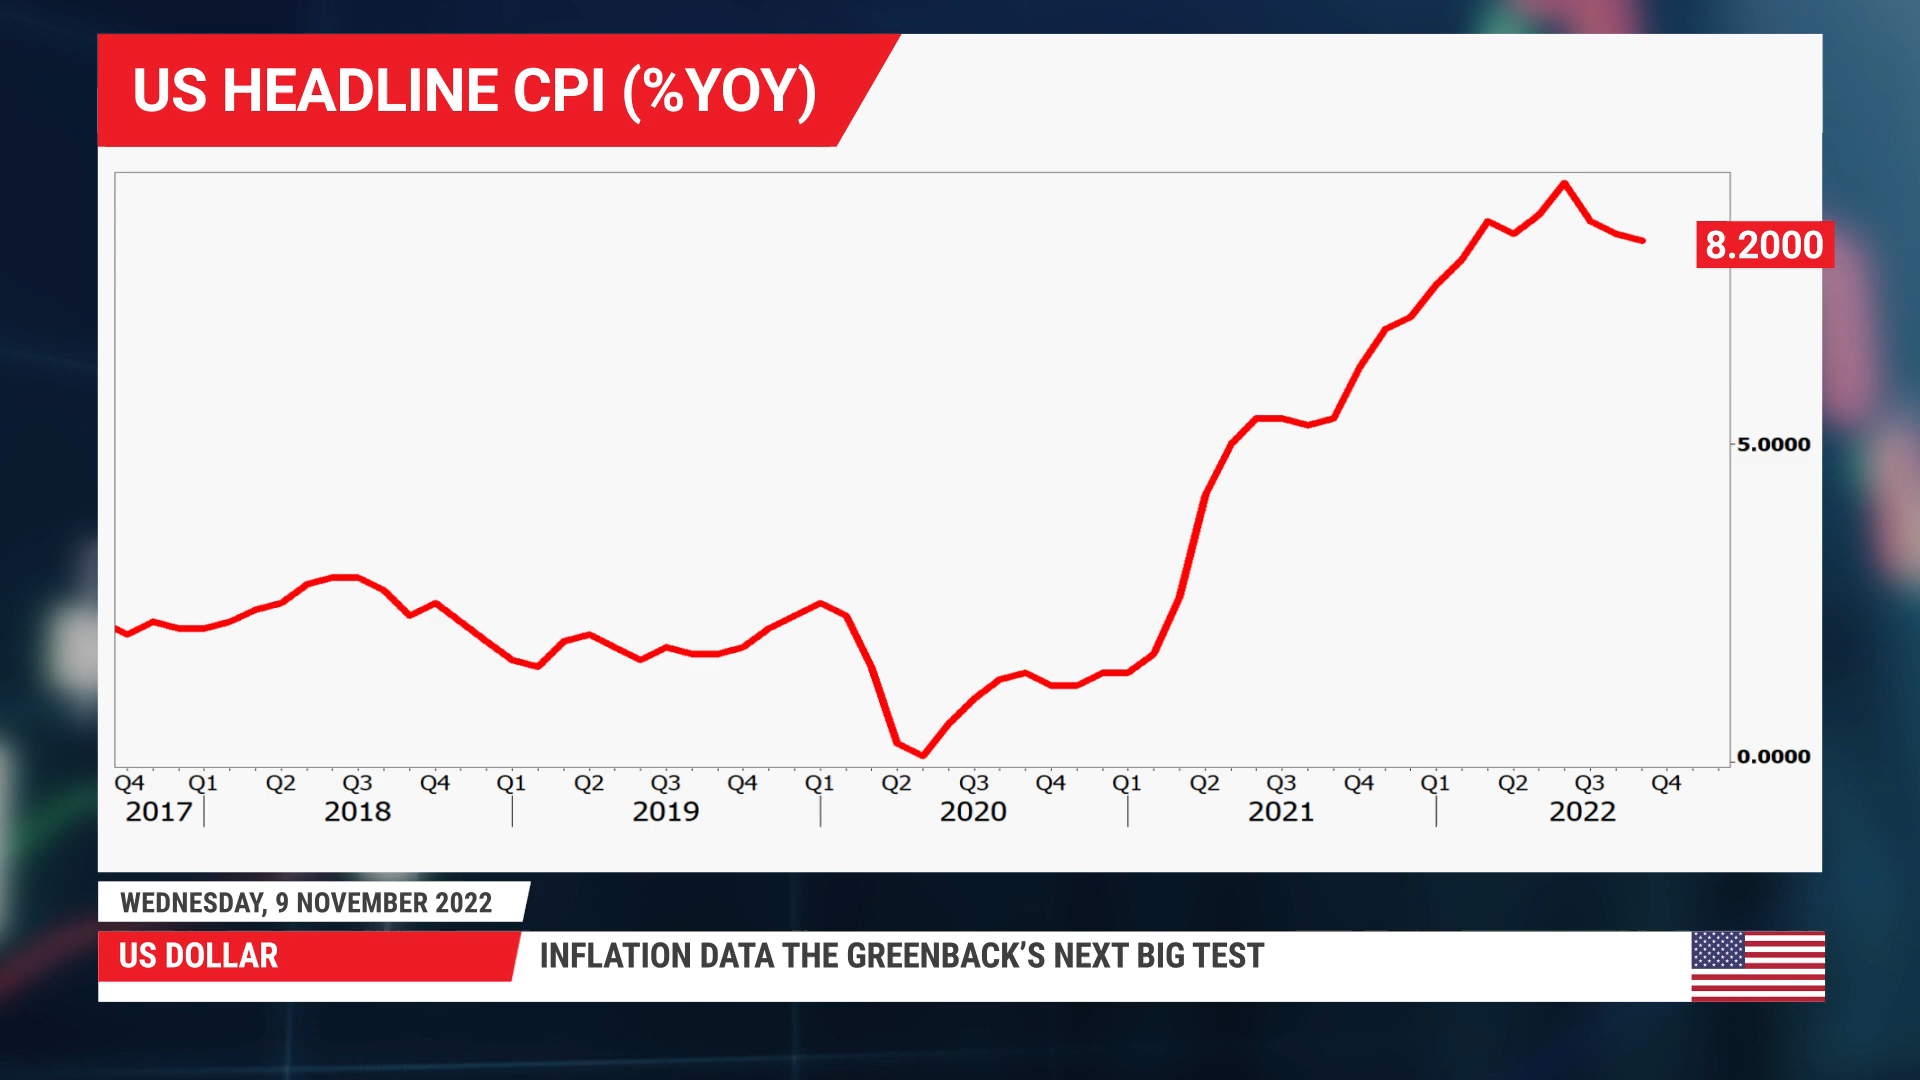 US HEADLINE CPI (%YOY)
8.2000
5.0000
0.0000
Q4 Q1 Q2 Q3 Q4 Q1 Q2 Q3 Q4 Q1 Q2 Q3 Q4 Q1 Q2 Q3 Q4 Q1 Q2 Q3 Q4
2017 2018 2019 2020 2021 2022
WEDNESDAY, 9 NOVEMBER 2022
US DOLLAR
INFLATION DATA THE GREENBACK’S NEXT BIG TEST